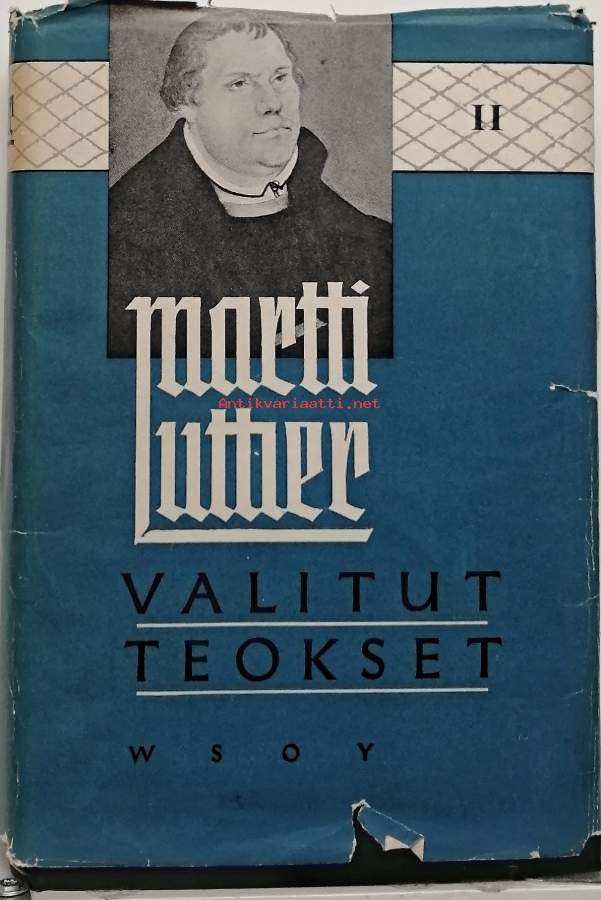 II
Martti
Antikvariaatti.net
Luther
VALITUT
TEOKSET
WSOY